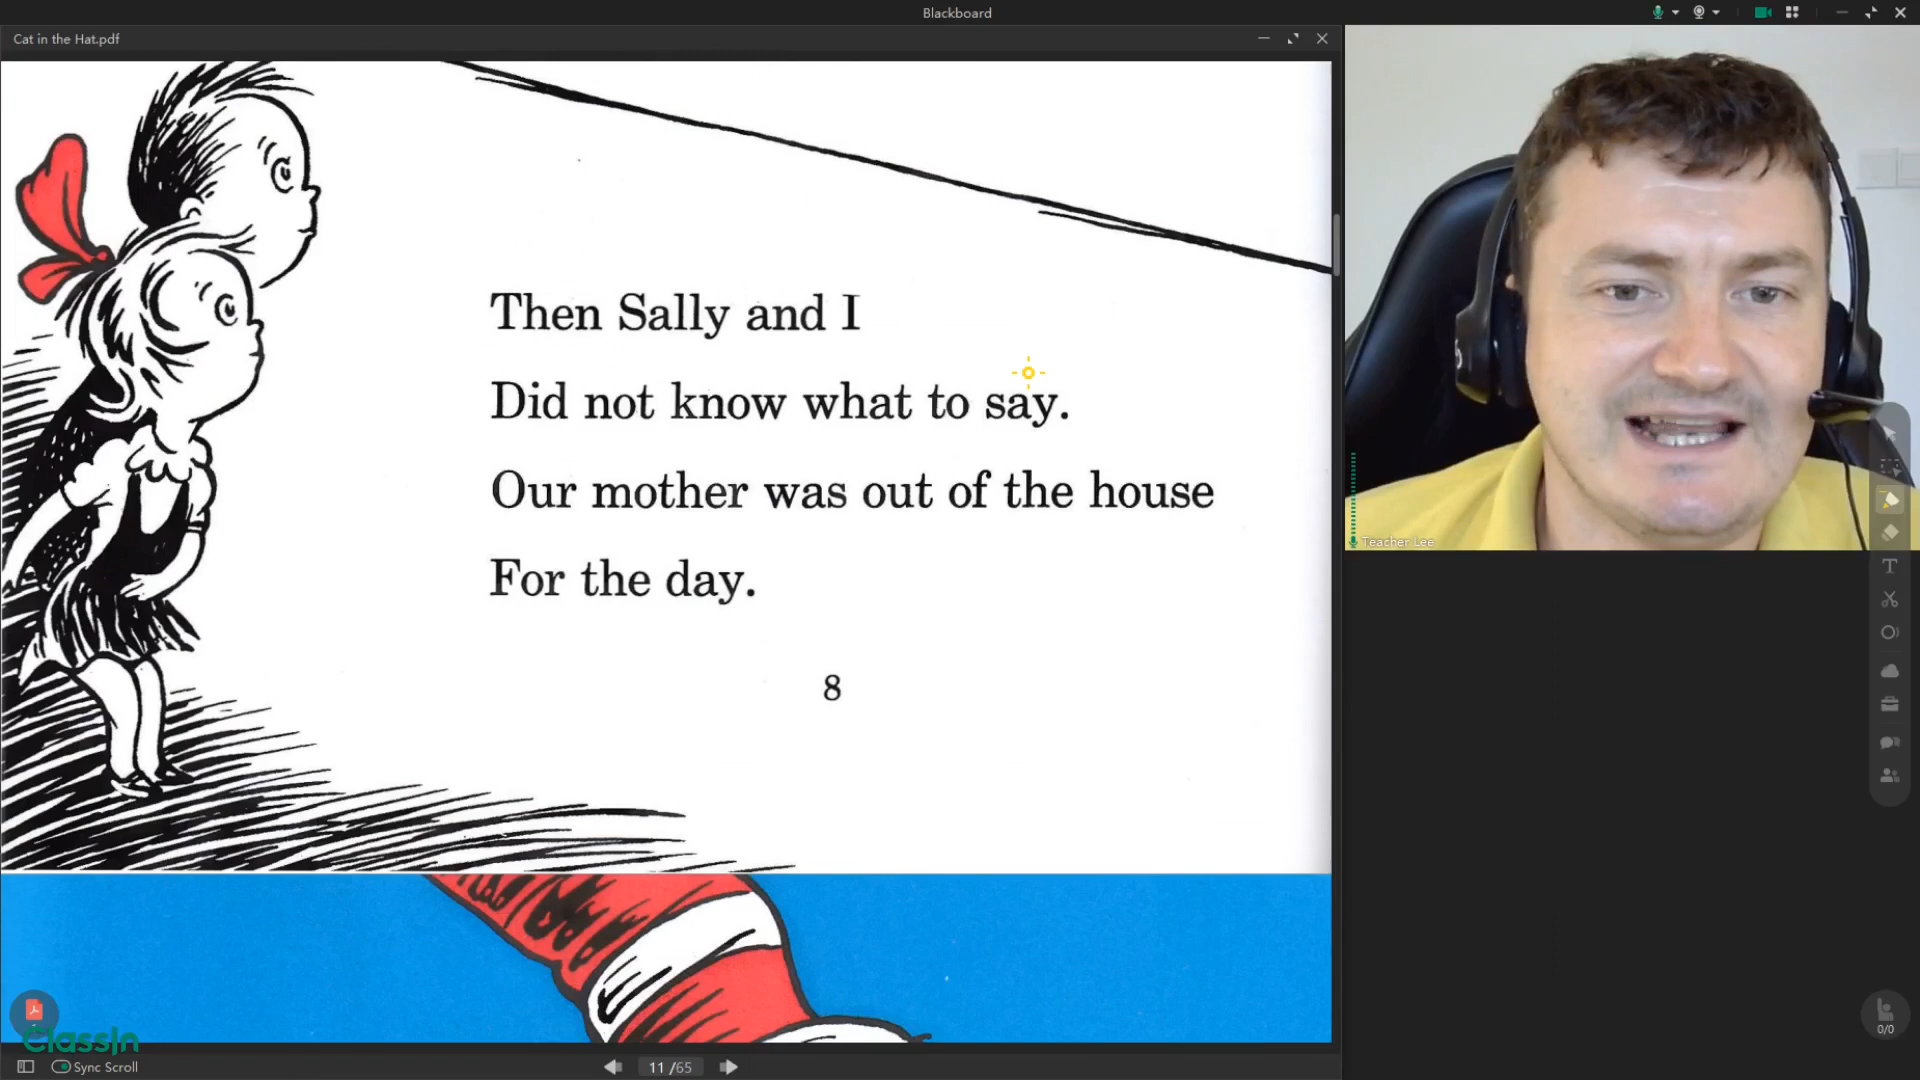 Blackboard
Cat in the Hat.pdf
Then Sally and I
Did not know what to say.
Our mother was out of the house
For the day.
8
Teacher Lee
T
0/0
ClassIn
Sync Scroll
11 /65